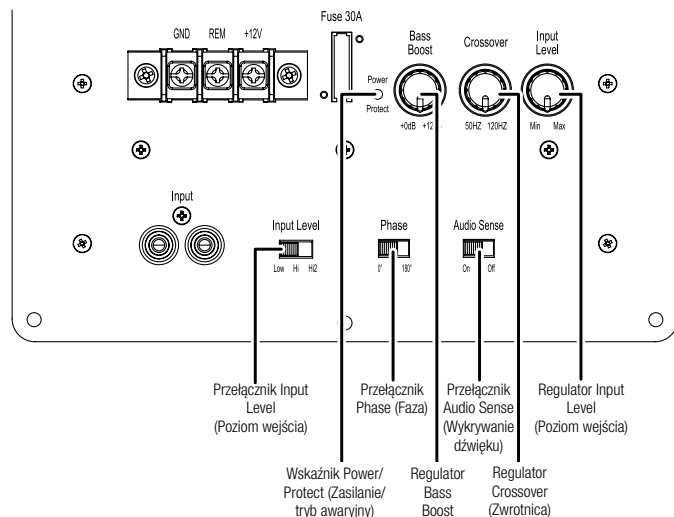 Fuse 30A
GND REM +12V
Bass
Boost
Crossover
Input
Level
Power
Protect
+0dB
50HZ 120HZ
Min Max
Input
Input Level
Phase
Audio Sense
Low Hi Hi2
0° 180°
On Off
Przełącznik Input
Level
(Poziom wejścia)
Przełącznik
Phase (Faza)
Przełącznik
Audio Sense
(Wykrywanie
dźwięku)
Regulator Input
Level
(Poziom wejścia)
Wskaźnik Power/
Protect (Zasilanie/
tryb awaryjny)
Regulator
Bass
Boost
Regulator
Crossover
(Zwrotnica)